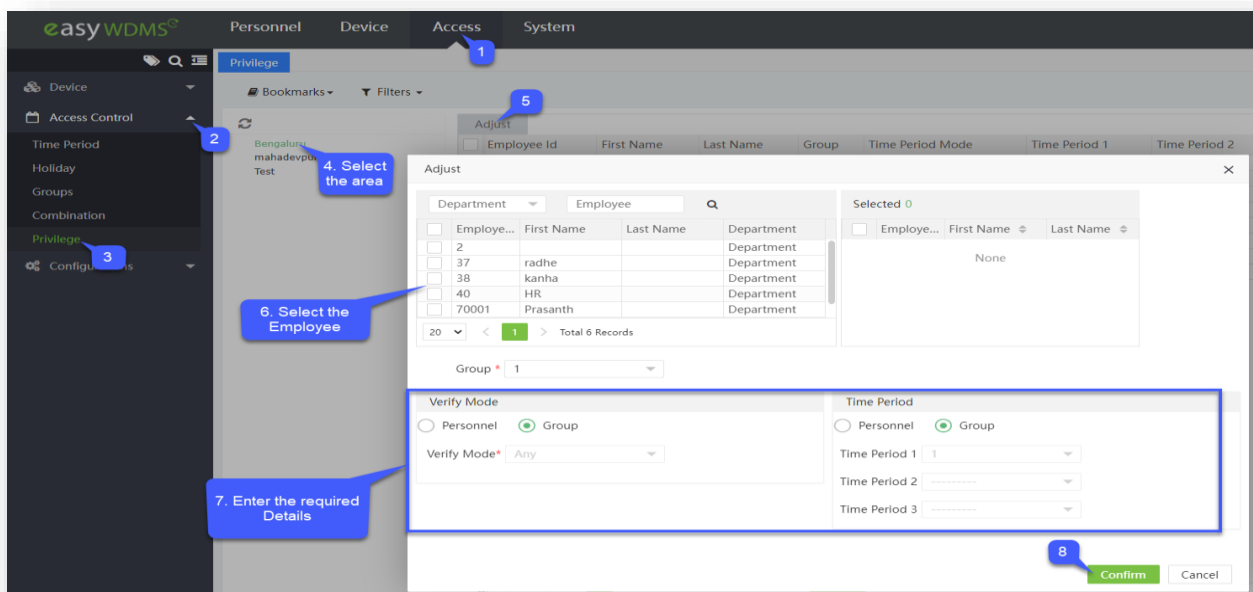 easy WDMS e
Personnel Device Access System
1
Privilege
Device
Bookmarks Filters
5
Access Control
2
Adjust
Time Period
Bengaluru
Employee Id First Name Last Name Group Time Period Mode Time Period 1 Time Period 2
Holiday
Test
4. Select
the area
Groups
Combination
Privilege
3
Adjust
Department Employee
Selected 0
Employe... First Name Last Name Department
Employe... First Name Last Name
2 Department
None
37 radhe Department
38 kanha Department
40 HR Department
70001 Prasanth Department
6. Select the
Employee
20 < 1 > Total 6 Records
Group * 1
Verify Mode
Time Period
Personnel Group
Personnel Group
Verify Mode* Any
Time Period 1 1
Time Period 2 ---------
Time Period 3 ---------
7. Enter the required
Details
8
Confirm Cancel